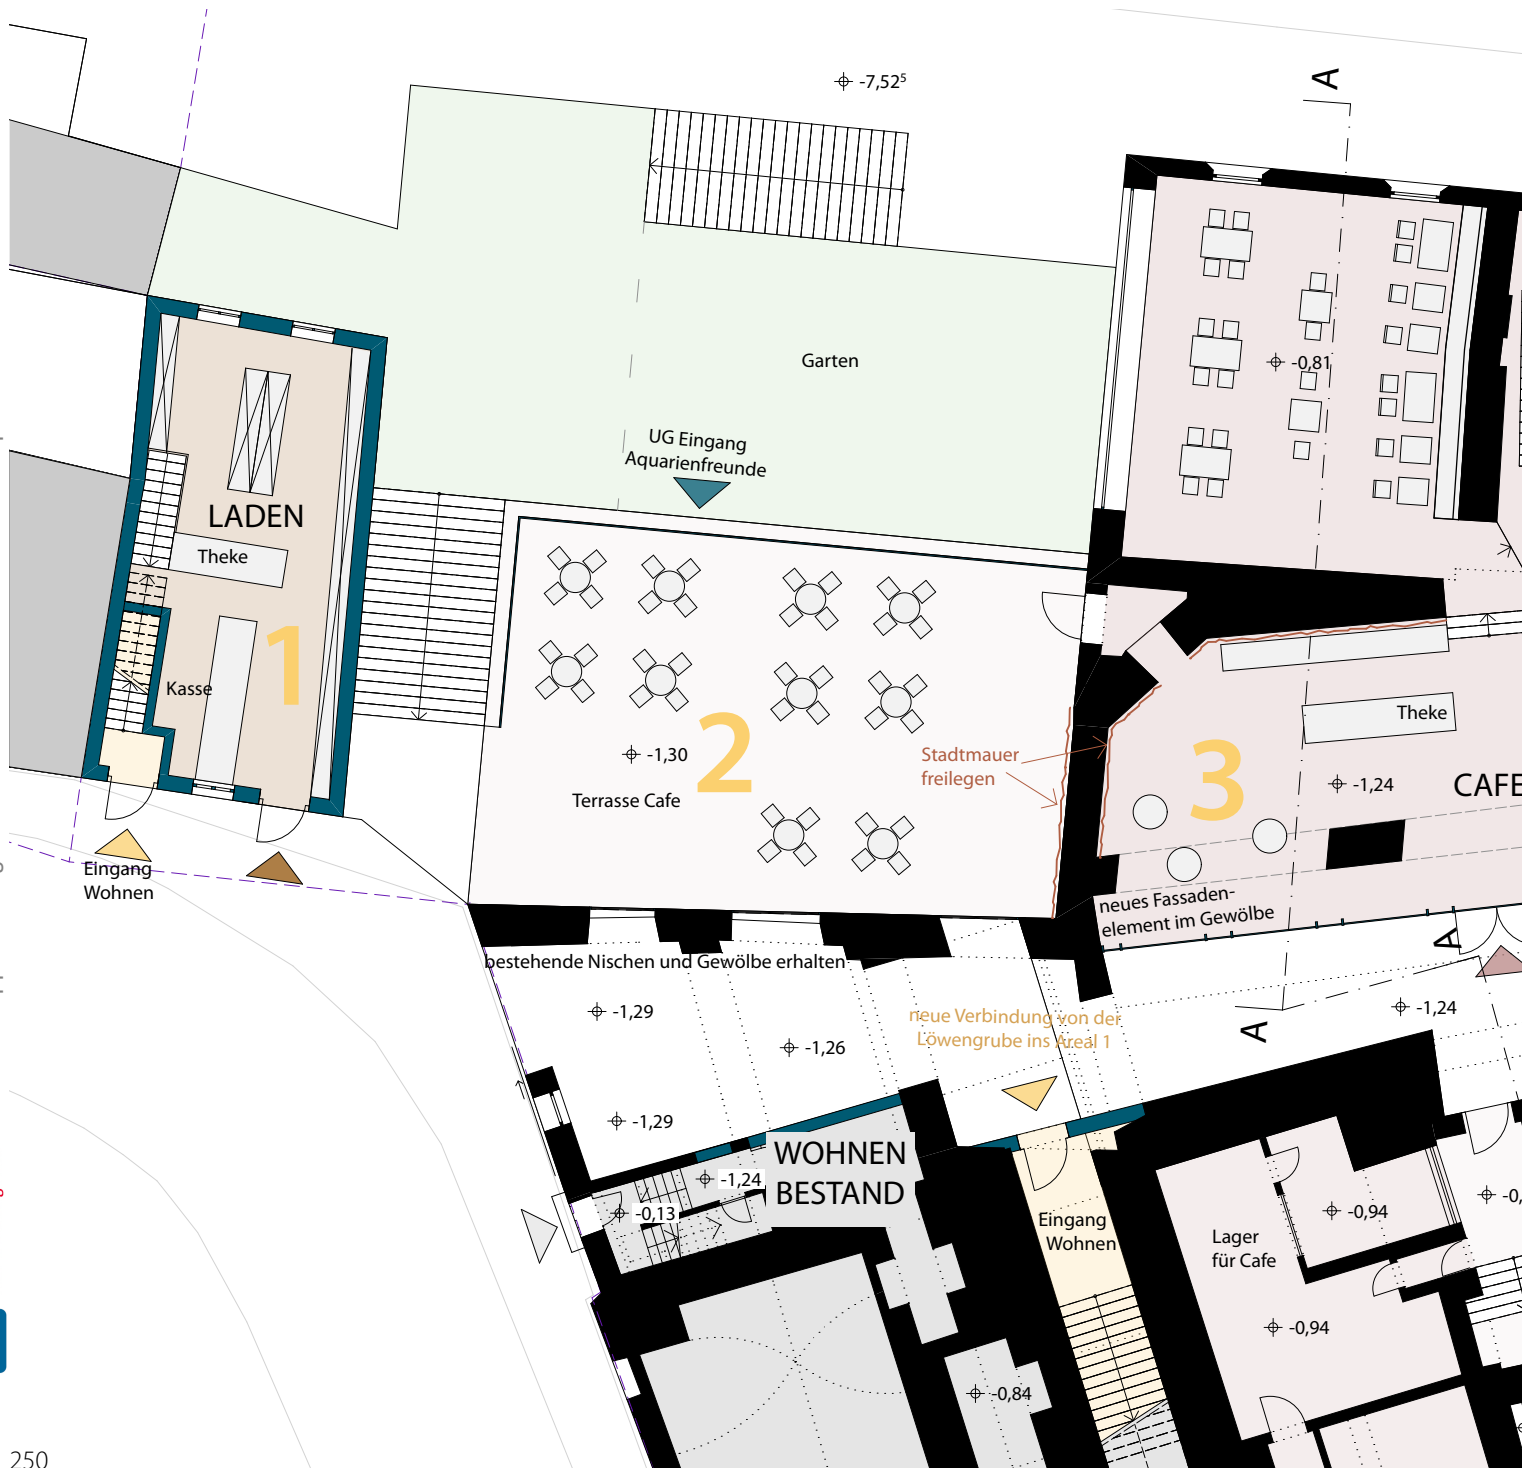 -7,52⁵
A
Garten
-0,81
UG Eingang
Aquarienfreunde
LADEN
Theke
1
Kasse
2
-1,30
Terrasse Cafe
Stadtmauer
freilegen
3
Theke
-1,24
CAFE
Eingang
Wohnen
neues Fassaden-
element im Gewölbe
A
bestehende Nischen und Gewölbe erhalten
-1,29
-1,26
neue Verbindung von der
Löwengrube ins Areal 1
A
-1,24
-1,29
WOHNEN
BESTAND
-1,24
-0,13
Eingang
Wohnen
Lager
für Cafe
-0,94
-0,94
-0,84
250